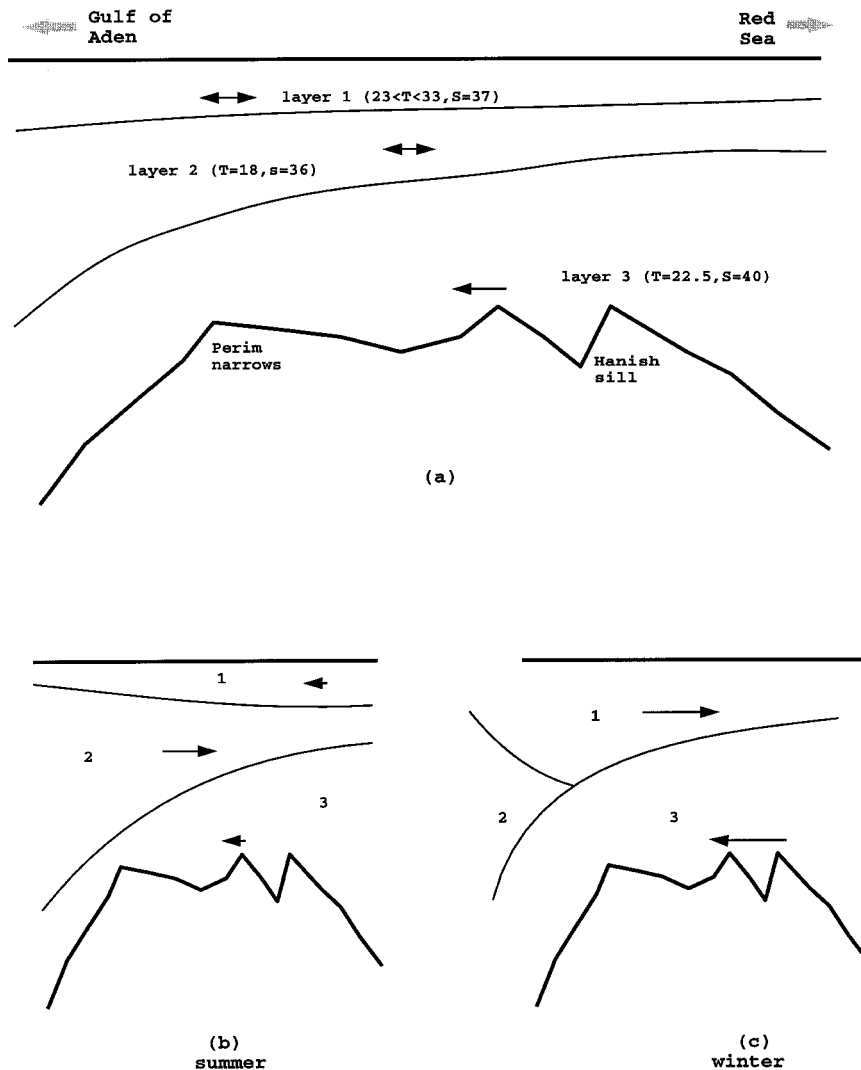 Gulf of
Aden
Red
Sea
layer 1 (23<T<33,S=37)
layer 2 (T=18,s=36)
layer 3 (T=22.5,S=40)
Perim
narrows
Hanish
sill
(a)
1
2
3
1
2
3
(b)
summer
(c)
winter